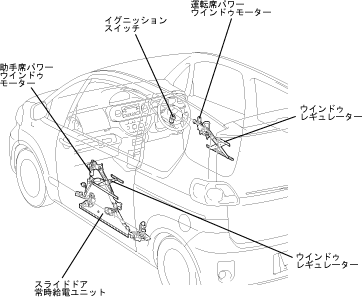 運転席パワー
ウインドゥモーター
イグニッション
スイッチ
助手席パワー
ウインドゥ
モーター
ウインドゥ
レギュレーター
ウインドゥ
レギュレーター
スライドドア
常時給電ユニット